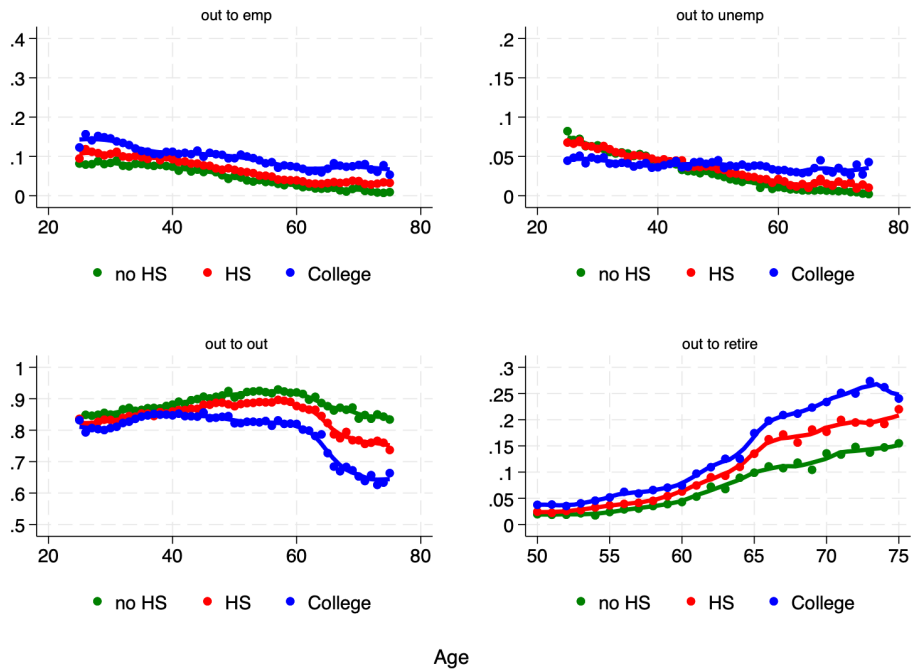 out to emp
.4
.3
.2
.1
0
20 40 60 80
no HS HS College
out to unemp
.2
.15
.1
.05
0
20 40 60 80
no HS HS College
out to out
1
.9
.8
.7
.6
.5
20 40 60 80
no HS HS College
out to retire
.3
.25
.2
.15
.1
.05
0
50 55 60 65 70 75
no HS HS College
Age